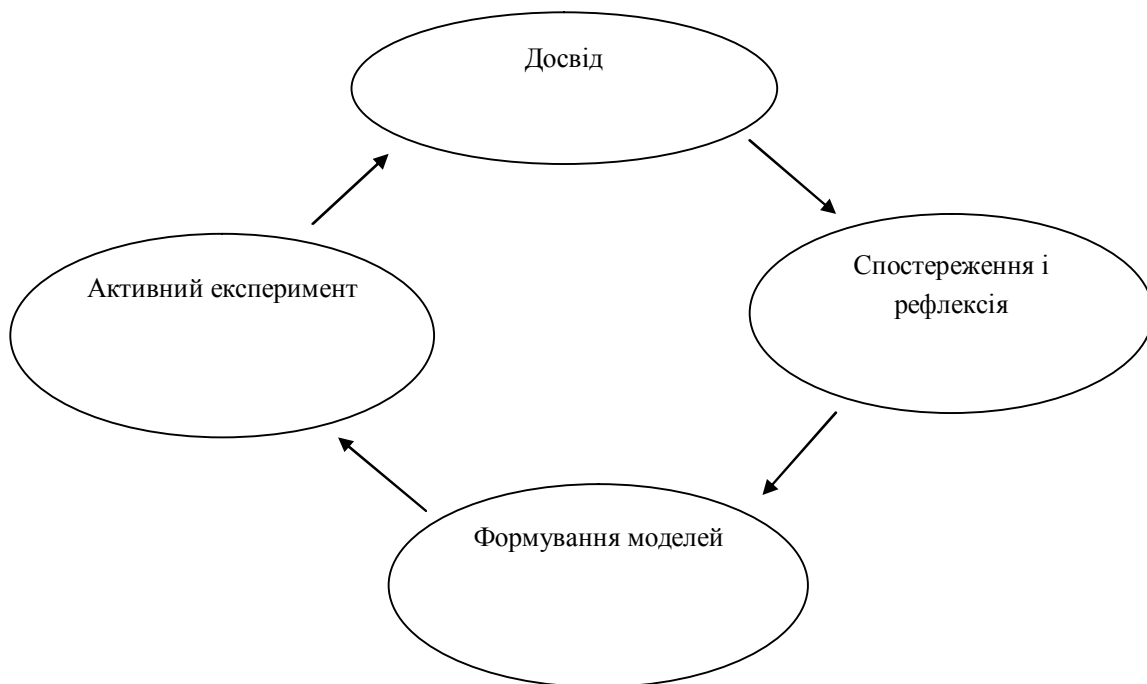 Досвід
Спостереження і
рефлексія
Активний експеримент
Формування моделей